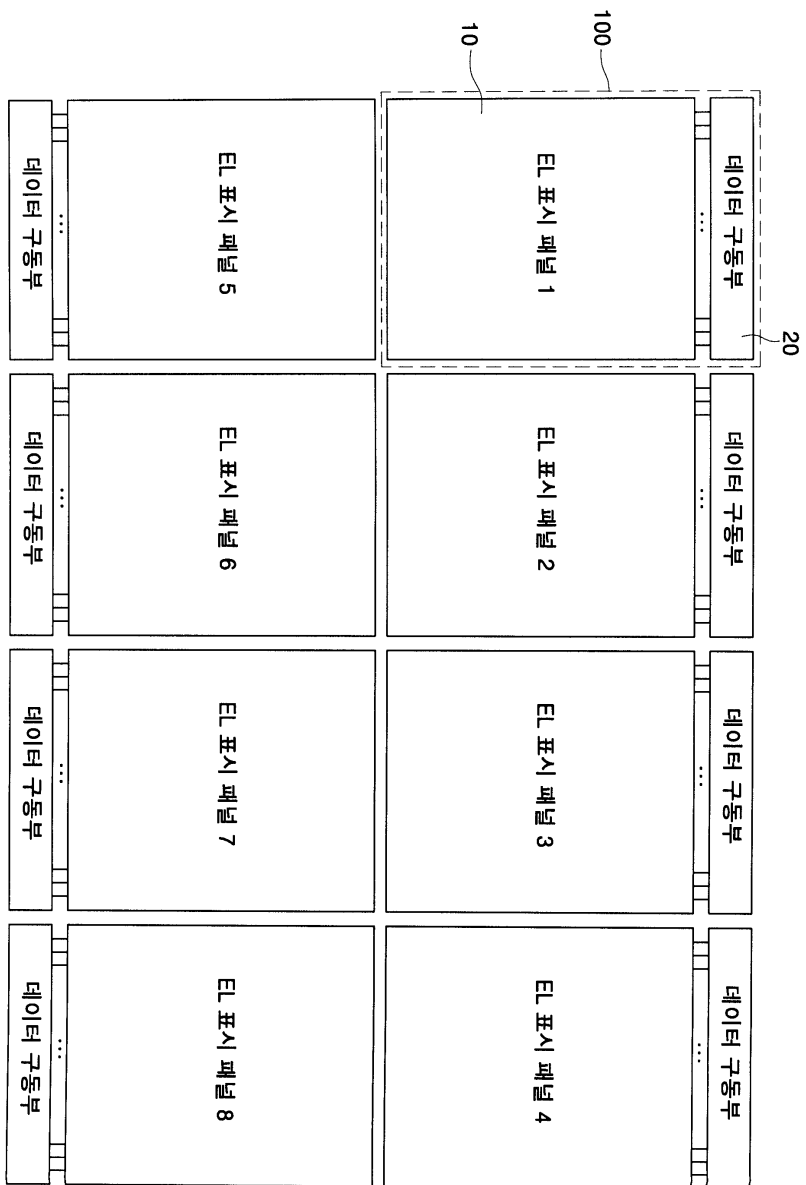 20
데이터 구동부
데이터 구동부
데이터 구동부
데이터 구동부
...
...
...
...
100
EL 표시 패널 1
EL 표시 패널 2
EL 표시 패널 3
EL 표시 패널 4
10
EL 표시 패널 5
EL 표시 패널 6
EL 표시 패널 7
EL 표시 패널 8
...
...
...
...
데이터 구동부
데이터 구동부
데이터 구동부
데이터 구동부